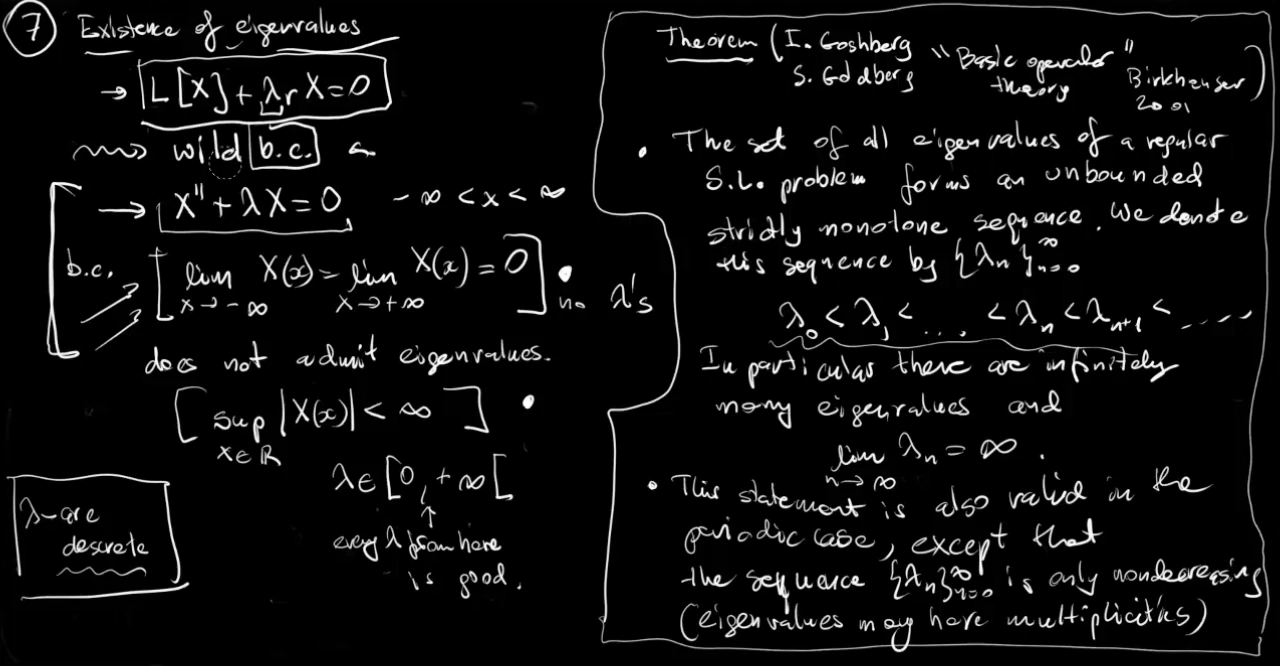 7 Existence of eigenvalues
→ L[X] + λ r X = 0
⇝ wild b.c. ←
→ X'' + λX = 0   -∞ < x < ∞
b.c. [ lim X(x) = lim X(x) = 0 ] • no λ's
x→-∞   x→+∞
does not admit eigenvalues.
[ sup |X(x)| < ∞ ] •
x∈ℝ
λ ∈ [0, +∞[
↑
every λ from here
is good.
λ-are
descrete
Theorem (I. Goshberg "Basic operator"
S. Goldberg theory Birkhauser
2001)
• The set of all eigenvalues of a regular
S.L. problem forms an unbounded
strictly monotone sequence. We denote
this sequence by {λn}∞n=0
λ0 < λ1 < .... < λn < λn+1 < .....
In particular there are infinitely
many eigenvalues and
lim λn = ∞.
n→∞
• This statement is also valid in the
periodic case, except that
the sequence {λn}∞n=0 is only nondecreasing
(eigenvalues may have multiplicities)